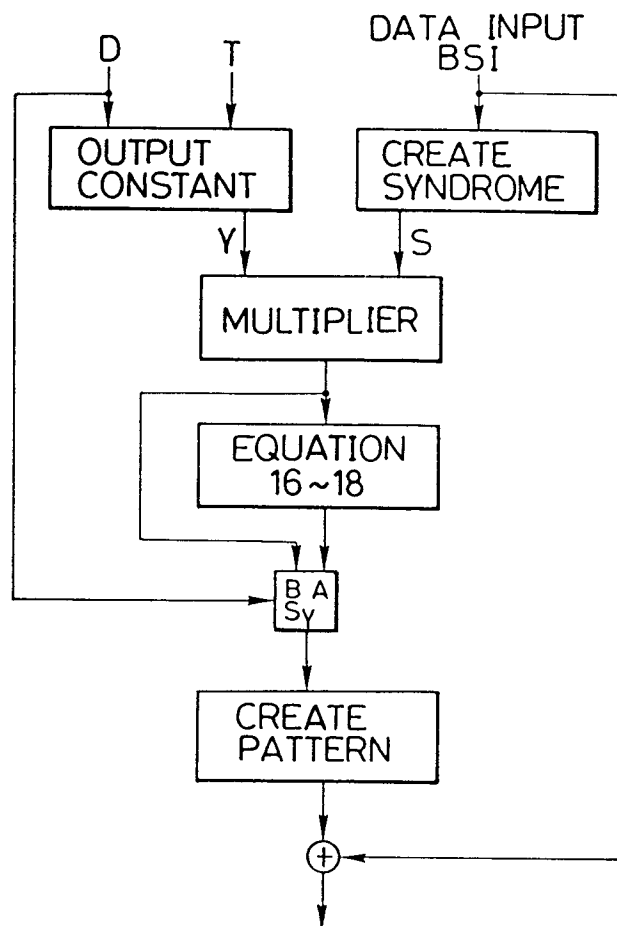 D
T
DATA INPUT
BSI
OUTPUT
CONSTANT
CREATE
SYNDROME
Y
S
MULTIPLIER
EQUATION
16~18
B A
Sy
CREATE
PATTERN
+